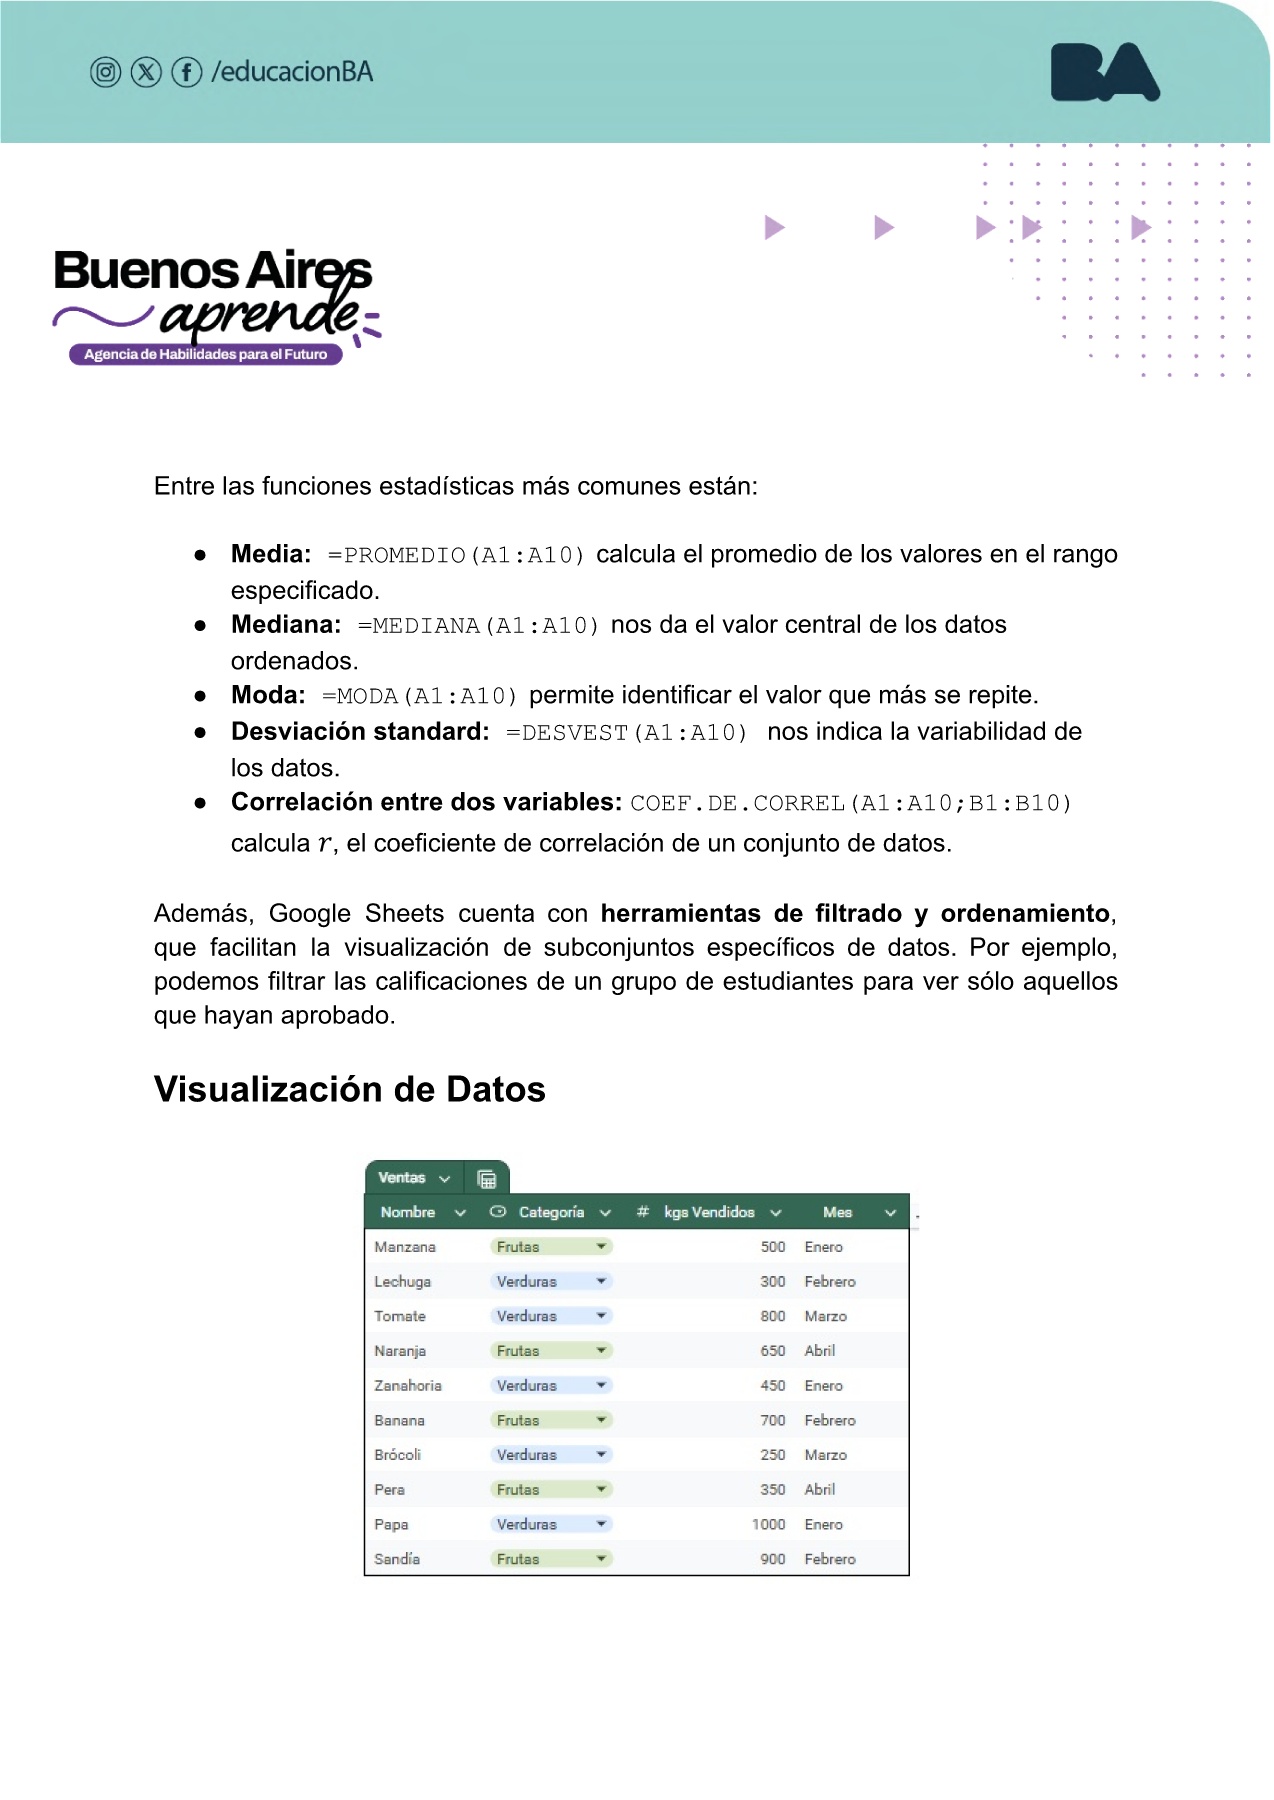 /educacionBA
BA
Buenos Aires
aprende
Agencia de Habilidades para el Futuro
Entre las funciones estadísticas más comunes están:
● Media: =PROMEDIO(A1:A10) calcula el promedio de los valores en el rango
especificado.
● Mediana: =MEDIANA(A1:A10) nos da el valor central de los datos
ordenados.
● Moda: =MODA(A1:A10) permite identificar el valor que más se repite.
● Desviación standard: =DESVEST(A1:A10) nos indica la variabilidad de
los datos.
● Correlación entre dos variables: COEF.DE.CORREL(A1:A10;B1:B10)
calcula r, el coeficiente de correlación de un conjunto de datos.
Además, Google Sheets cuenta con herramientas de filtrado y ordenamiento,
que facilitan la visualización de subconjuntos específicos de datos. Por ejemplo,
podemos filtrar las calificaciones de un grupo de estudiantes para ver sólo aquellos
que hayan aprobado.
Visualización de Datos
Ventas
Nombre Categoría # kgs Vendidos Mes
Manzana Frutas 500 Enero
Lechuga Verduras 300 Febrero
Tomate Verduras 800 Marzo
Naranja Frutas 650 Abril
Zanahoria Verduras 450 Enero
Banana Frutas 700 Febrero
Brócoli Verduras 250 Marzo
Pera Frutas 350 Abril
Papa Verduras 1000 Enero
Sandía Frutas 900 Febrero